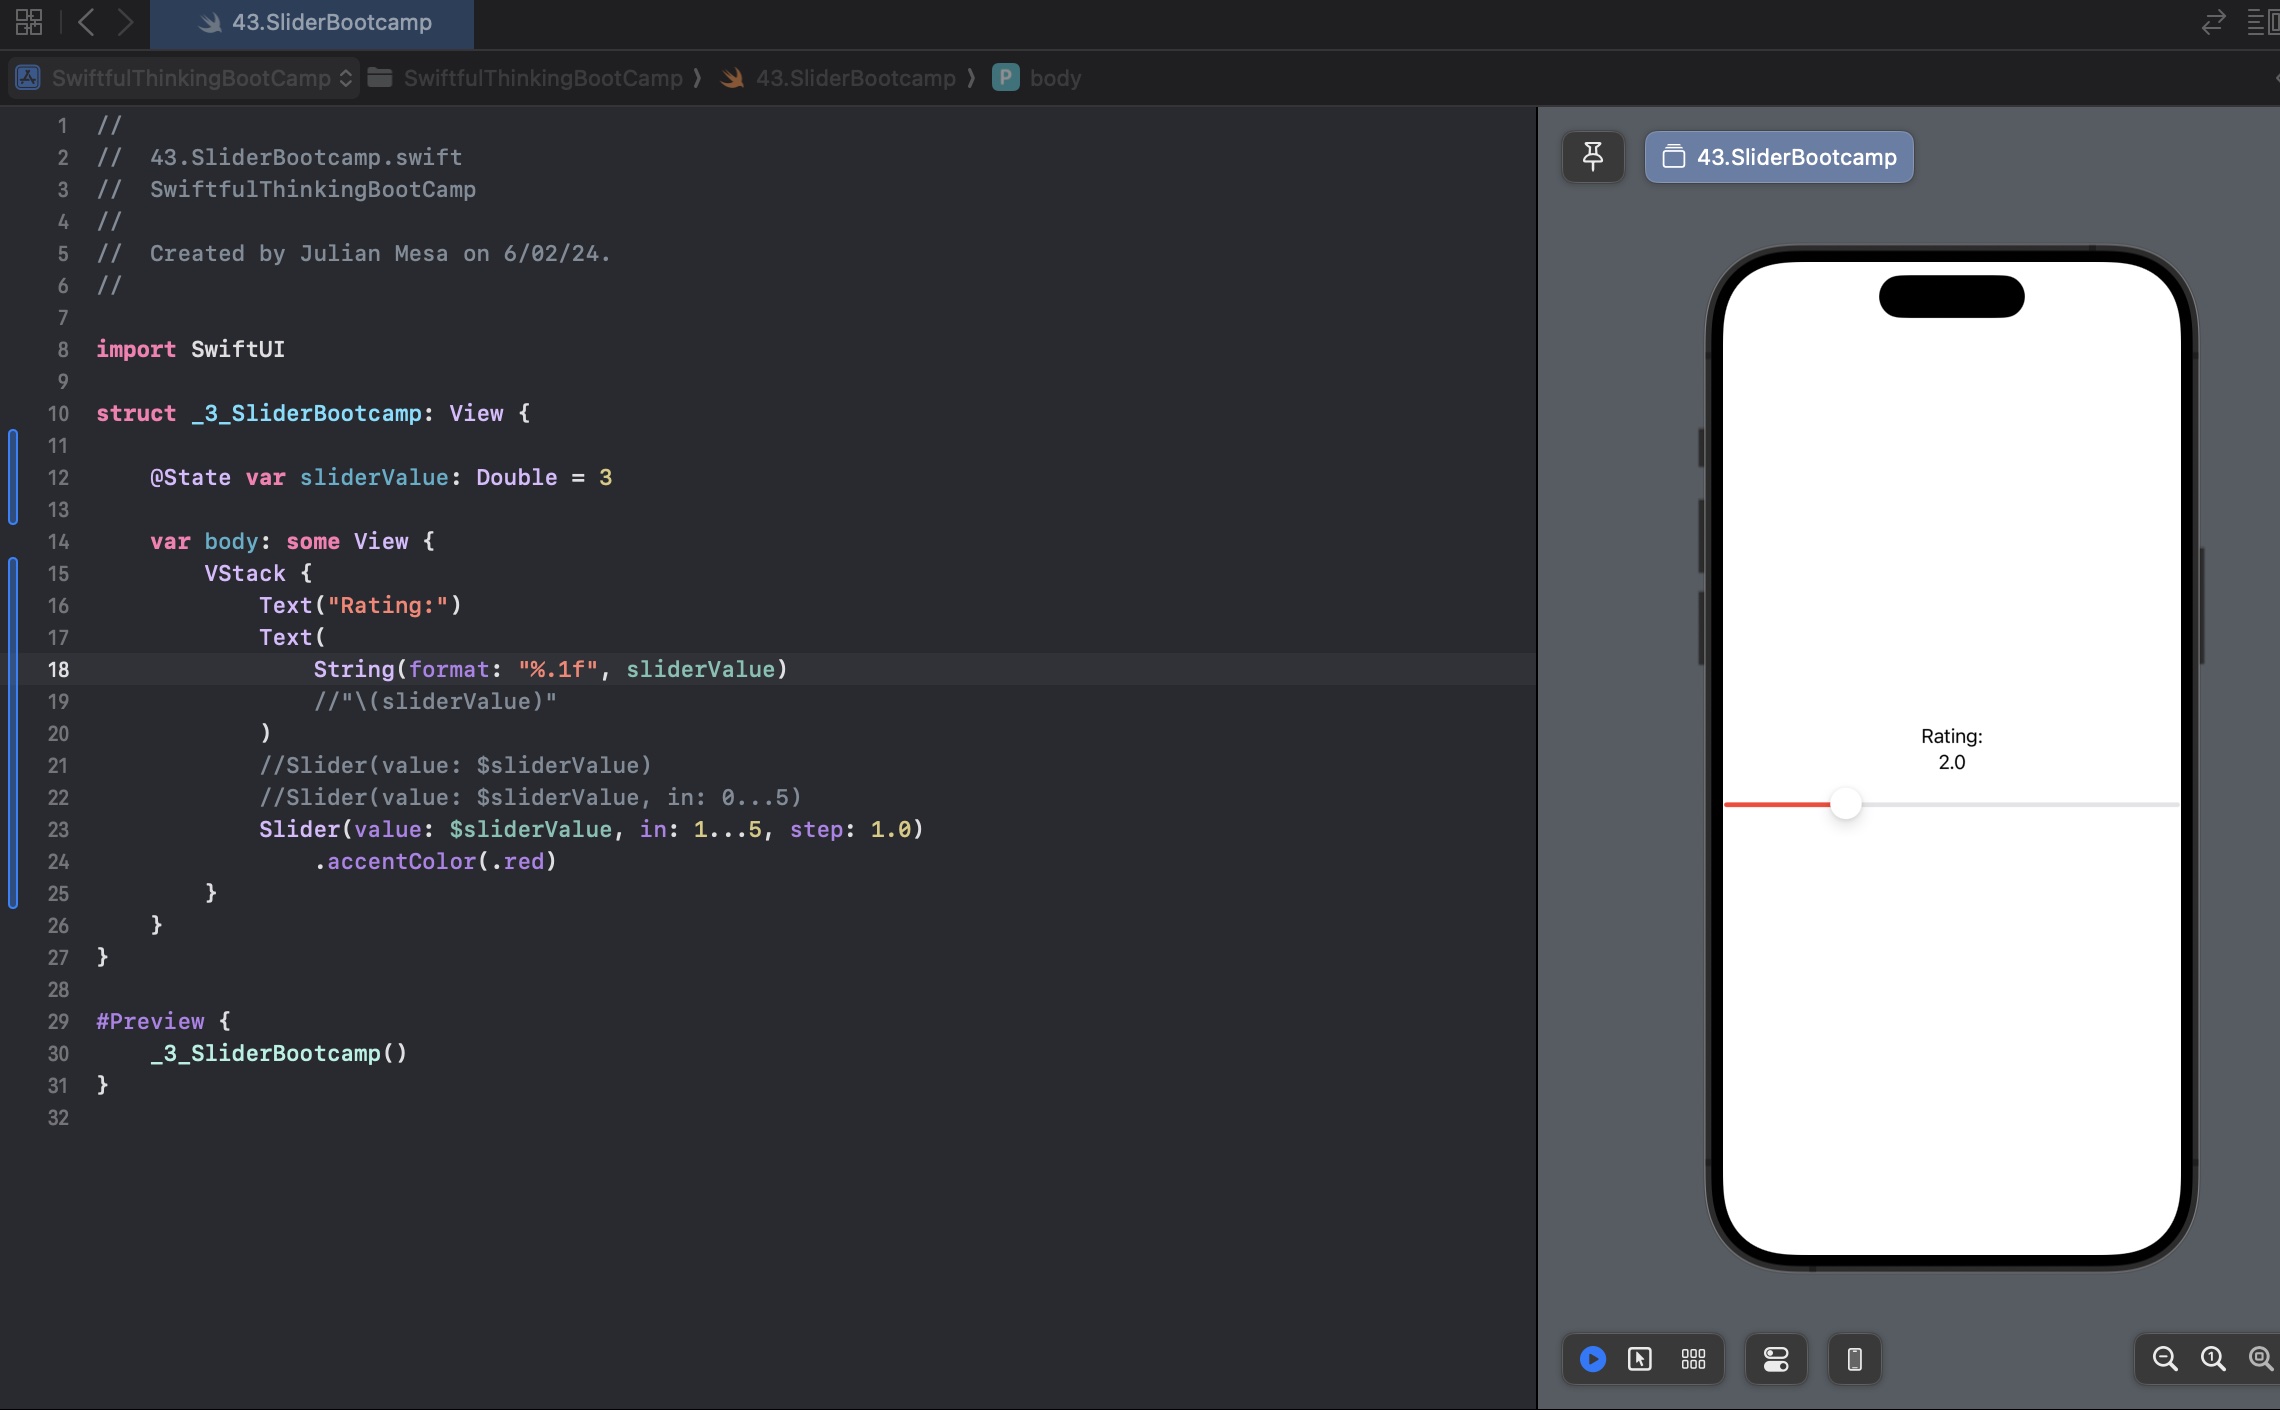 43.SliderBootcamp
SwiftfulThinkingBootCamp SwiftfulThinkingBootCamp ⟩ 43.SliderBootcamp ⟩ P body
1 //
2 //  43.SliderBootcamp.swift
3 //  SwiftfulThinkingBootCamp
4 //
5 //  Created by Julian Mesa on 6/02/24.
6 //
7
8 import SwiftUI
9
10 struct _3_SliderBootcamp: View {
11
12     @State var sliderValue: Double = 3
13
14     var body: some View {
15         VStack {
16             Text("Rating:")
17             Text(
18                 String(format: "%.1f", sliderValue)
19                 //"\(sliderValue)"
20             )
21             //Slider(value: $sliderValue)
22             //Slider(value: $sliderValue, in: 0...5)
23             Slider(value: $sliderValue, in: 1...5, step: 1.0)
24                 .accentColor(.red)
25         }
26     }
27 }
28
29 #Preview {
30     _3_SliderBootcamp()
31 }
32
43.SliderBootcamp
Rating:
2.0